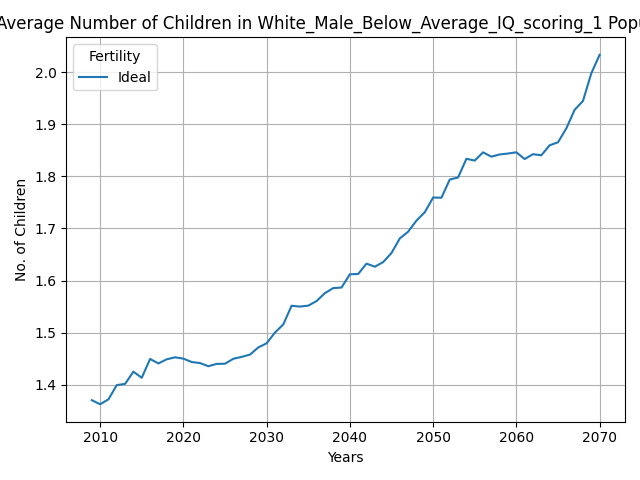 Average Number of Children in White_Male_Below_Average_IQ_scoring_1 Popu
Fertility
Ideal
2.0
1.9
1.8
1.7
1.6
1.5
1.4
No. of Children
2010 2020 2030 2040 2050 2060 2070
Years